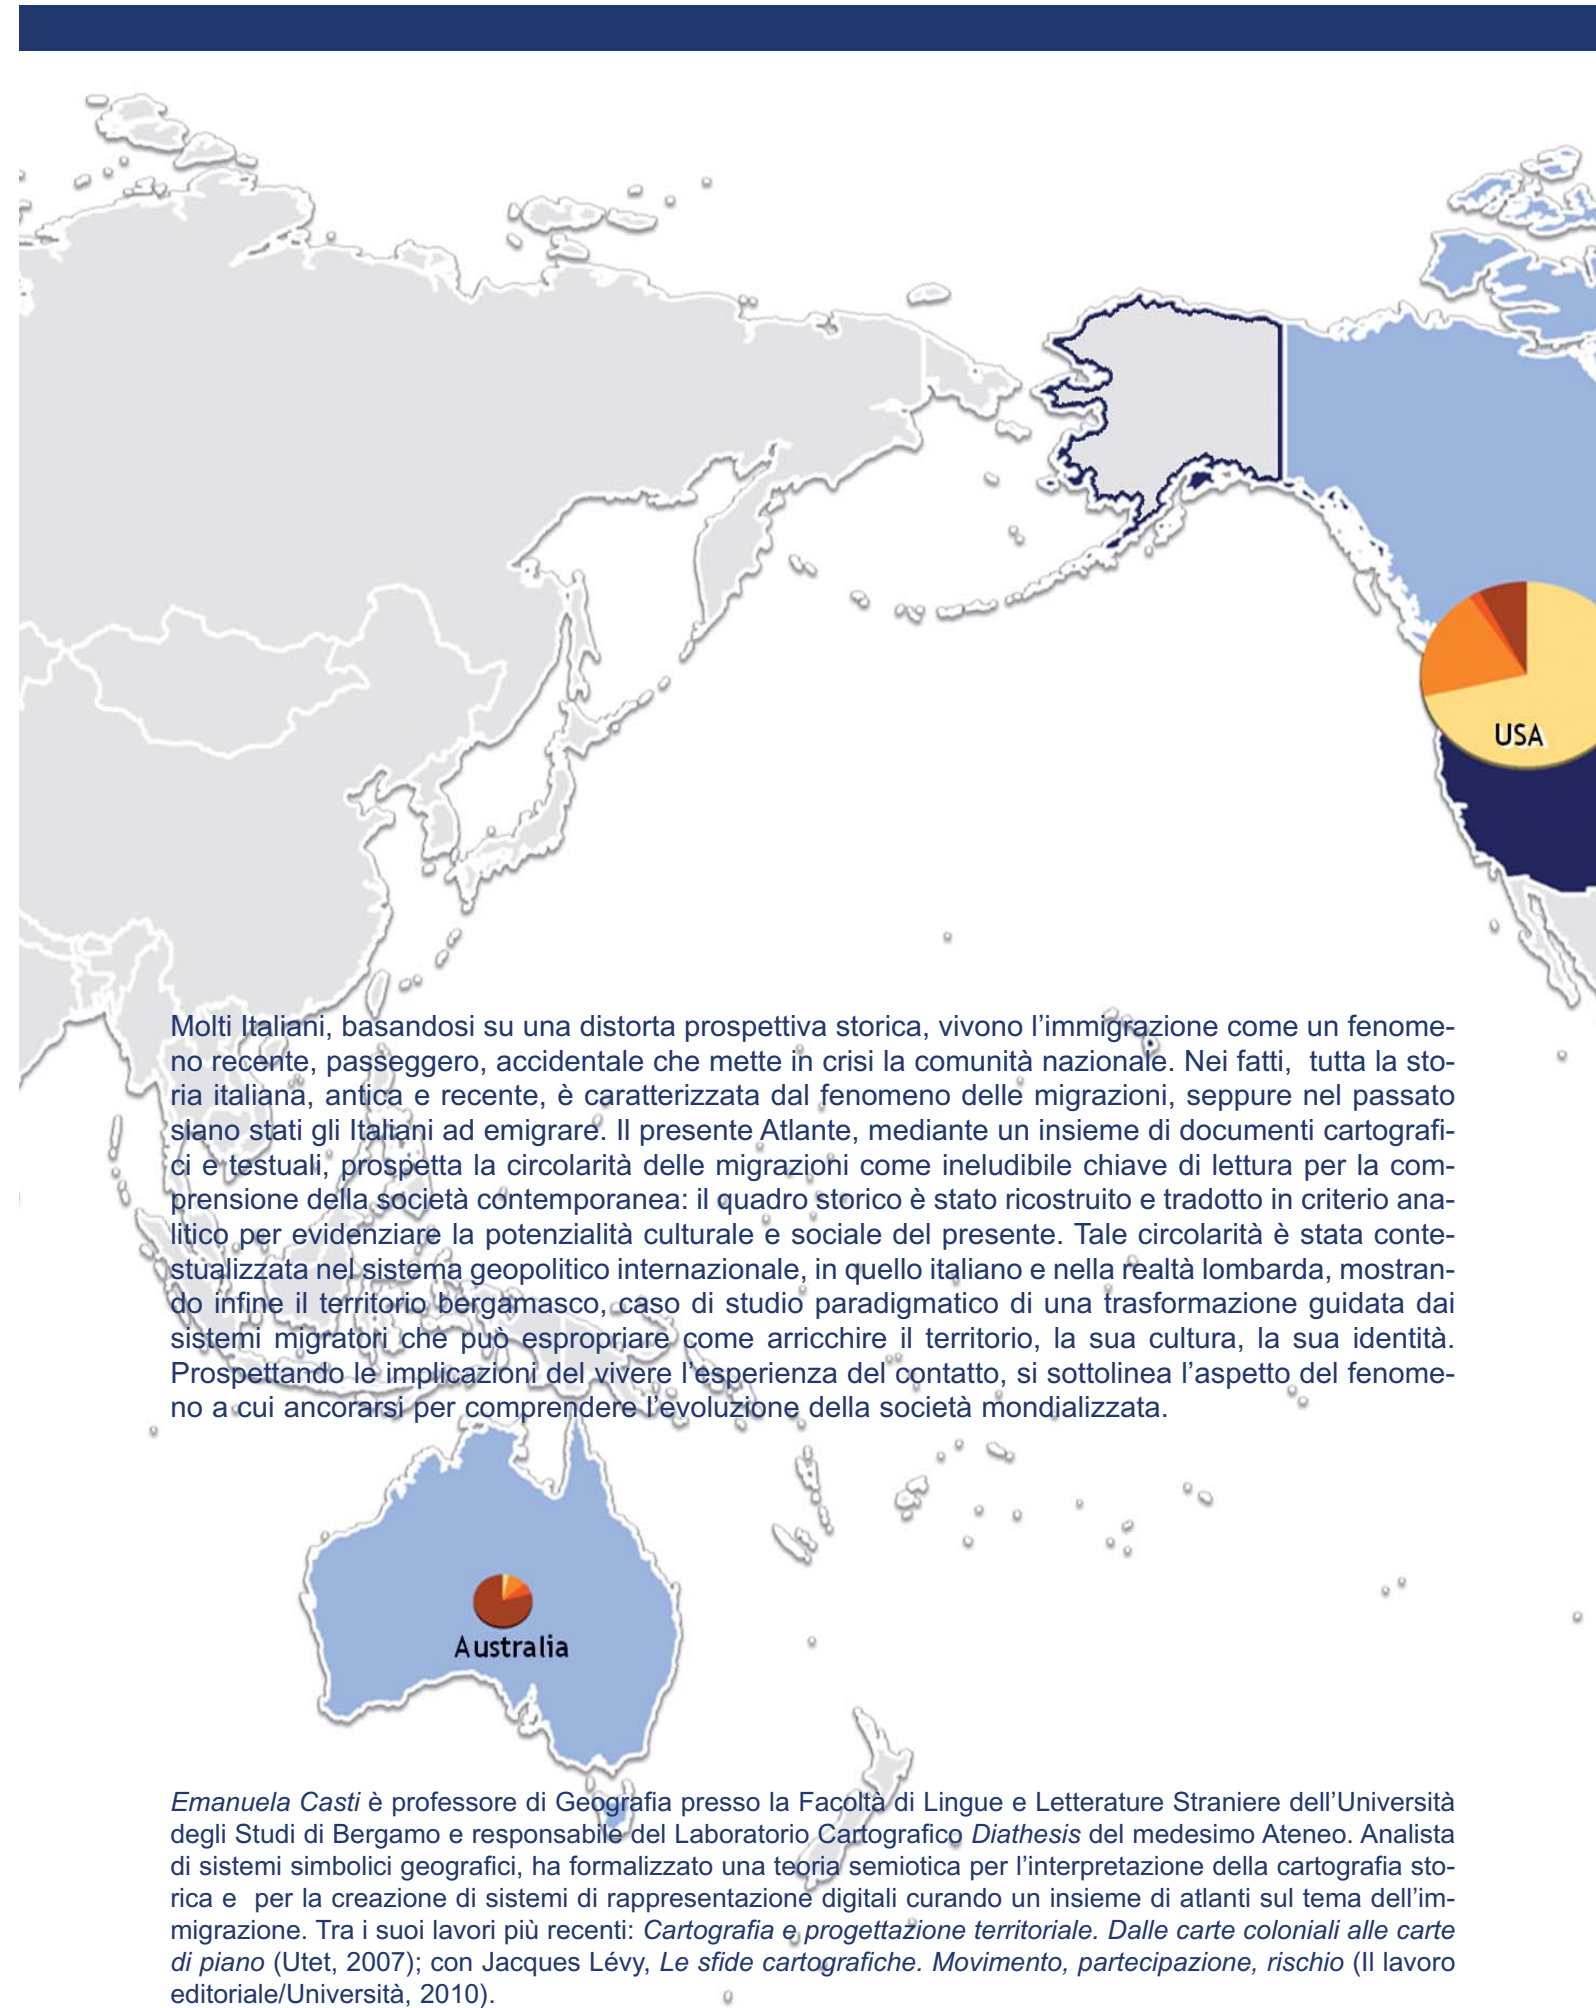 USA
Molti Italiani, basandosi su una distorta prospettiva storica, vivono l'immigrazione come un fenome-
no recente, passeggero, accidentale che mette in crisi la comunità nazionale. Nei fatti, tutta la sto-
ria italiana, antica e recente, è caratterizzata dal fenomeno delle migrazioni, seppure nel passato
siano stati gli Italiani ad emigrare. Il presente Atlante, mediante un insieme di documenti cartografi-
ci e testuali, prospetta la circolarità delle migrazioni come ineludibile chiave di lettura per la com-
prensione della società contemporanea: il quadro storico è stato ricostruito e tradotto in criterio ana-
litico per evidenziare la potenzialità culturale e sociale del presente. Tale circolarità è stata conte-
stualizzata nel sistema geopolitico internazionale, in quello italiano e nella realtà lombarda, mostran-
do infine il territorio bergamasco, caso di studio paradigmatico di una trasformazione guidata dai
sistemi migratori che può espropriare come arricchire il territorio, la sua cultura, la sua identità.
Prospettando le implicazioni del vivere l'esperienza del contatto, si sottolinea l'aspetto del fenome-
no a cui ancorarsi per comprendere l'evoluzione della società mondializzata.
Australia
Emanuela Casti è professore di Geografia presso la Facoltà di Lingue e Letterature Straniere dell'Università
degli Studi di Bergamo e responsabile del Laboratorio Cartografico Diathesis del medesimo Ateneo. Analista
di sistemi simbolici geografici, ha formalizzato una teoria semiotica per l'interpretazione della cartografia sto-
rica e per la creazione di sistemi di rappresentazione digitali curando un insieme di atlanti sul tema dell'im-
migrazione. Tra i suoi lavori più recenti: Cartografia e progettazione territoriale. Dalle carte coloniali alle carte
di piano (Utet, 2007); con Jacques Lévy, Le sfide cartografiche. Movimento, partecipazione, rischio (Il lavoro
editoriale/Università, 2010).